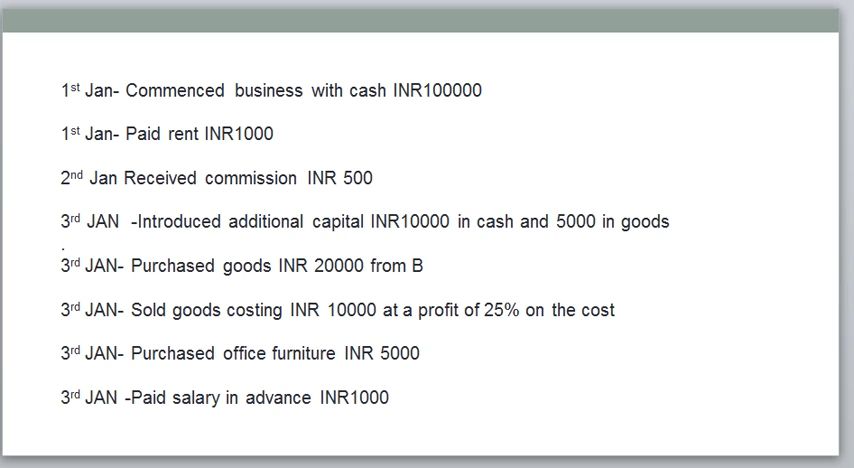 1st Jan- Commenced business with cash INR100000
1st Jan- Paid rent INR1000
2nd Jan Received commission INR 500
3rd JAN -Introduced additional capital INR10000 in cash and 5000 in goods
.
3rd JAN- Purchased goods INR 20000 from B
3rd JAN- Sold goods costing INR 10000 at a profit of 25% on the cost
3rd JAN- Purchased office furniture INR 5000
3rd JAN -Paid salary in advance INR1000